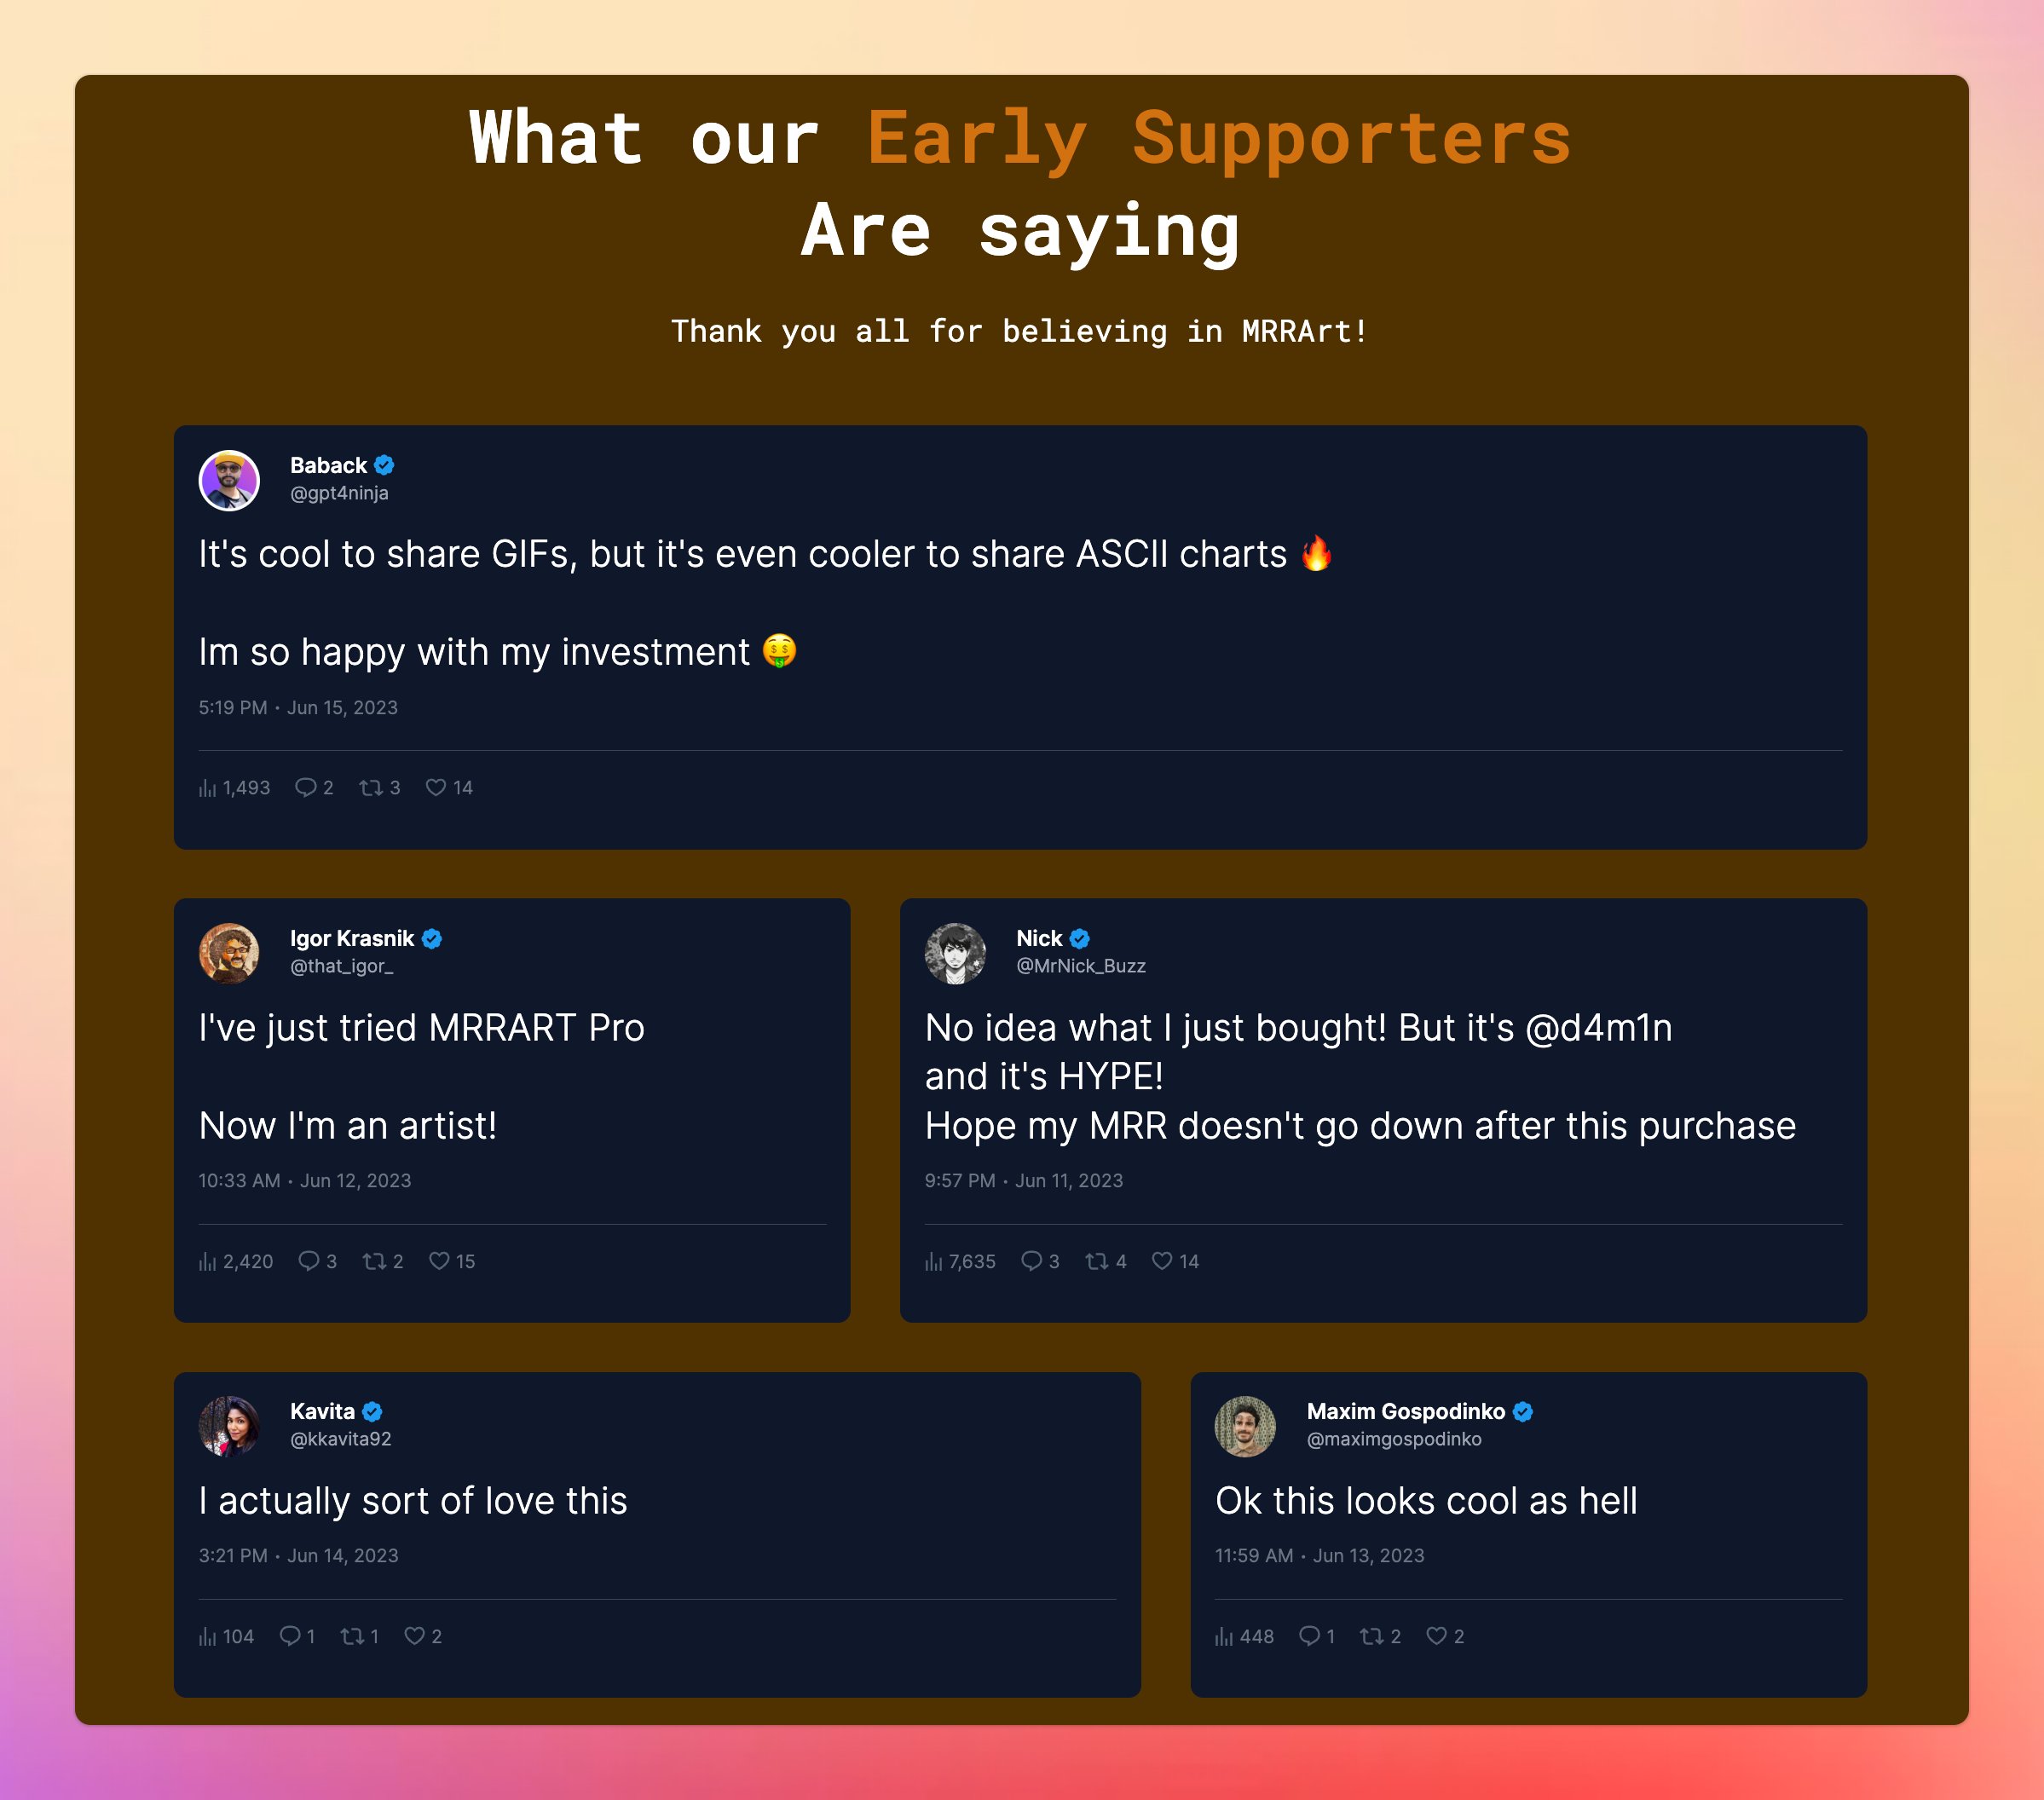 What our Early Supporters
Are saying
Thank you all for believing in MRRArt!
Baback
@gpt4ninja
It's cool to share GIFs, but it's even cooler to share ASCII charts 🔥
Im so happy with my investment 🤑
5:19 PM · Jun 15, 2023
1,493 2 3 14
Igor Krasnik
@that_igor_
I've just tried MRRART Pro
Now I'm an artist!
10:33 AM · Jun 12, 2023
2,420 3 2 15
Nick
@MrNick_Buzz
No idea what I just bought! But it's @d4m1n
and it's HYPE!
Hope my MRR doesn't go down after this purchase
9:57 PM · Jun 11, 2023
7,635 3 4 14
Kavita
@kkavita92
I actually sort of love this
3:21 PM · Jun 14, 2023
104 1 1 2
Maxim Gospodinko
@maximgospodinko
Ok this looks cool as hell
11:59 AM · Jun 13, 2023
448 1 2 2